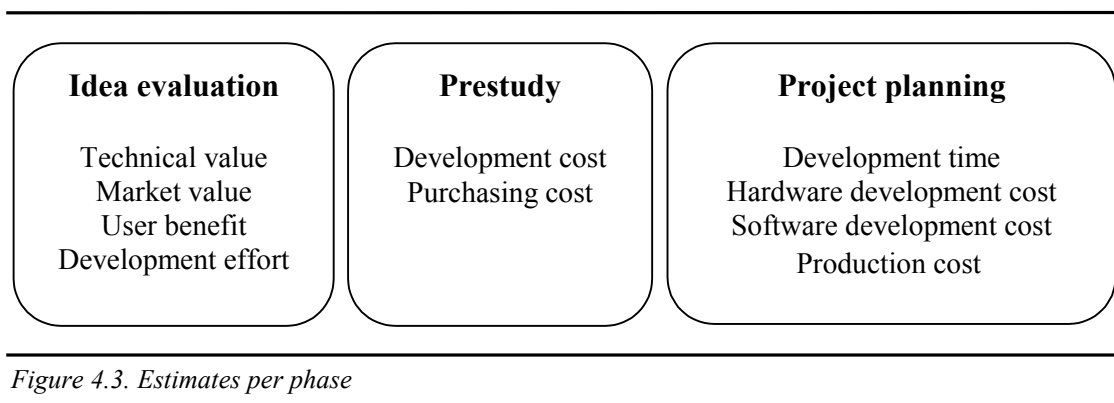 Idea evaluation
Technical value
Market value
User benefit
Development effort
Prestudy
Development cost
Purchasing cost
Project planning
Development time
Hardware development cost
Software development cost
Production cost
Figure 4.3. Estimates per phase